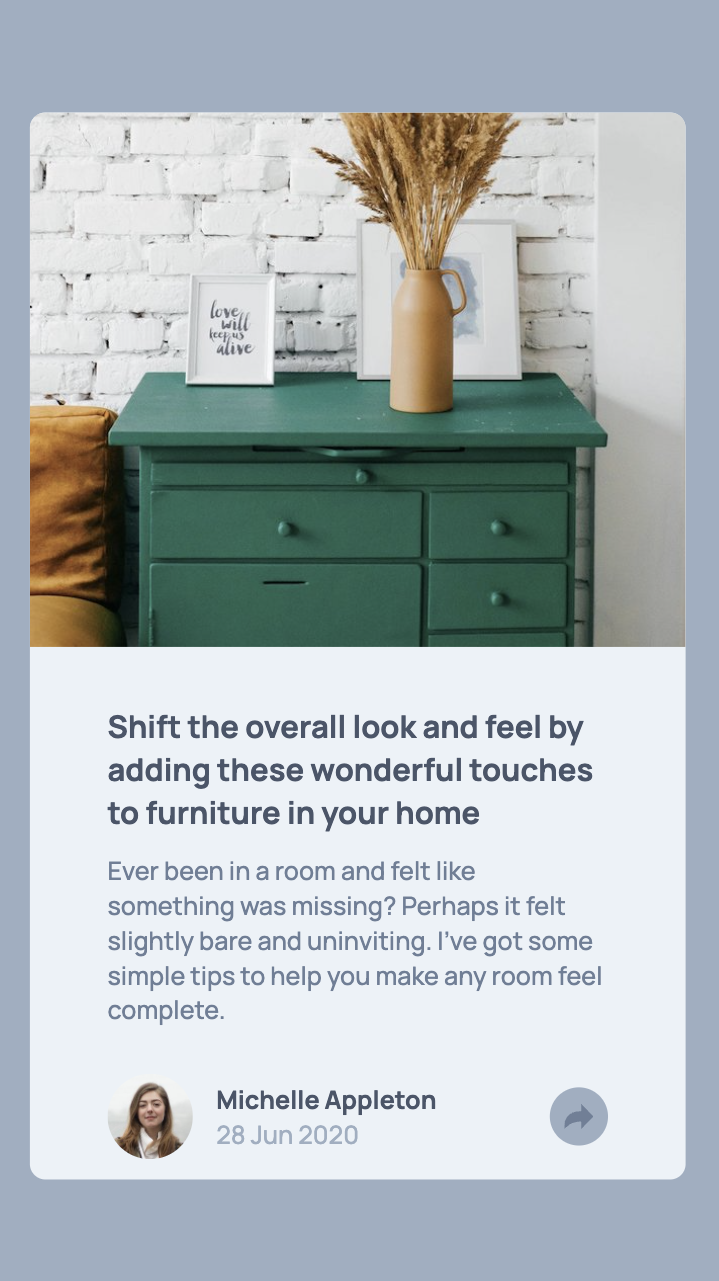 love
will
keep us
alive
Shift the overall look and feel by
adding these wonderful touches
to furniture in your home
Ever been in a room and felt like
something was missing? Perhaps it felt
slightly bare and uninviting. I’ve got some
simple tips to help you make any room feel
complete.
Michelle Appleton
28 Jun 2020